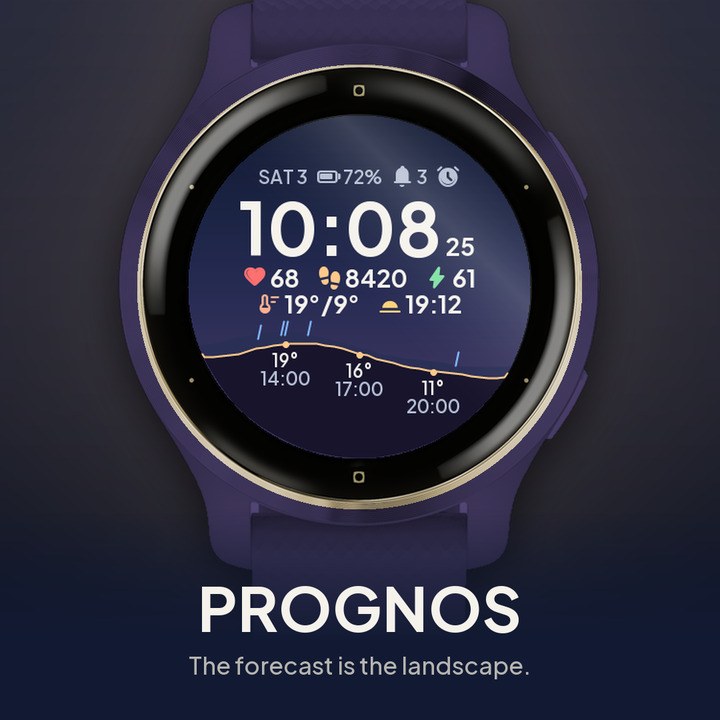 SAT 3 72% 3
10:08 25
68 8420 61
19°/9° 19:12
19° 16° 11°
14:00 17:00 20:00
PROGNOS
The forecast is the landscape.